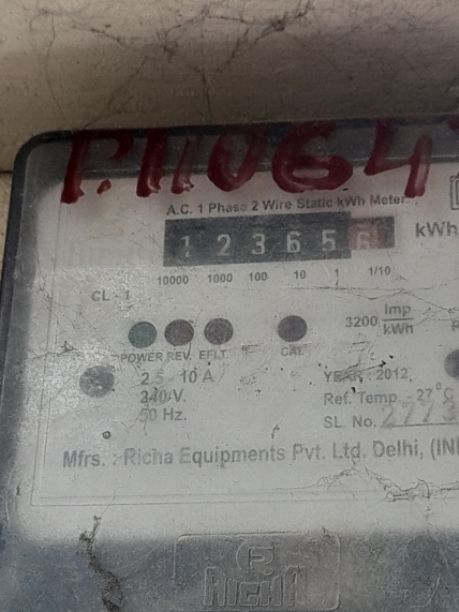 P.11064
A.C. 1 Phase 2 Wire Static kWh Meter
1 2 3 6 5 6 kWh
10000 1000 100 10 1 1/10
CL - 1
3200 Imp/kWh
POWER REV. EFLT. CAL
2.5 - 10 A
YEAR : 2012
240 V.
Ref. Temp. - 27°C
50 Hz.
SL. No. 2773
Mfrs. : Richa Equipments Pvt. Ltd. Delhi,
RICHA